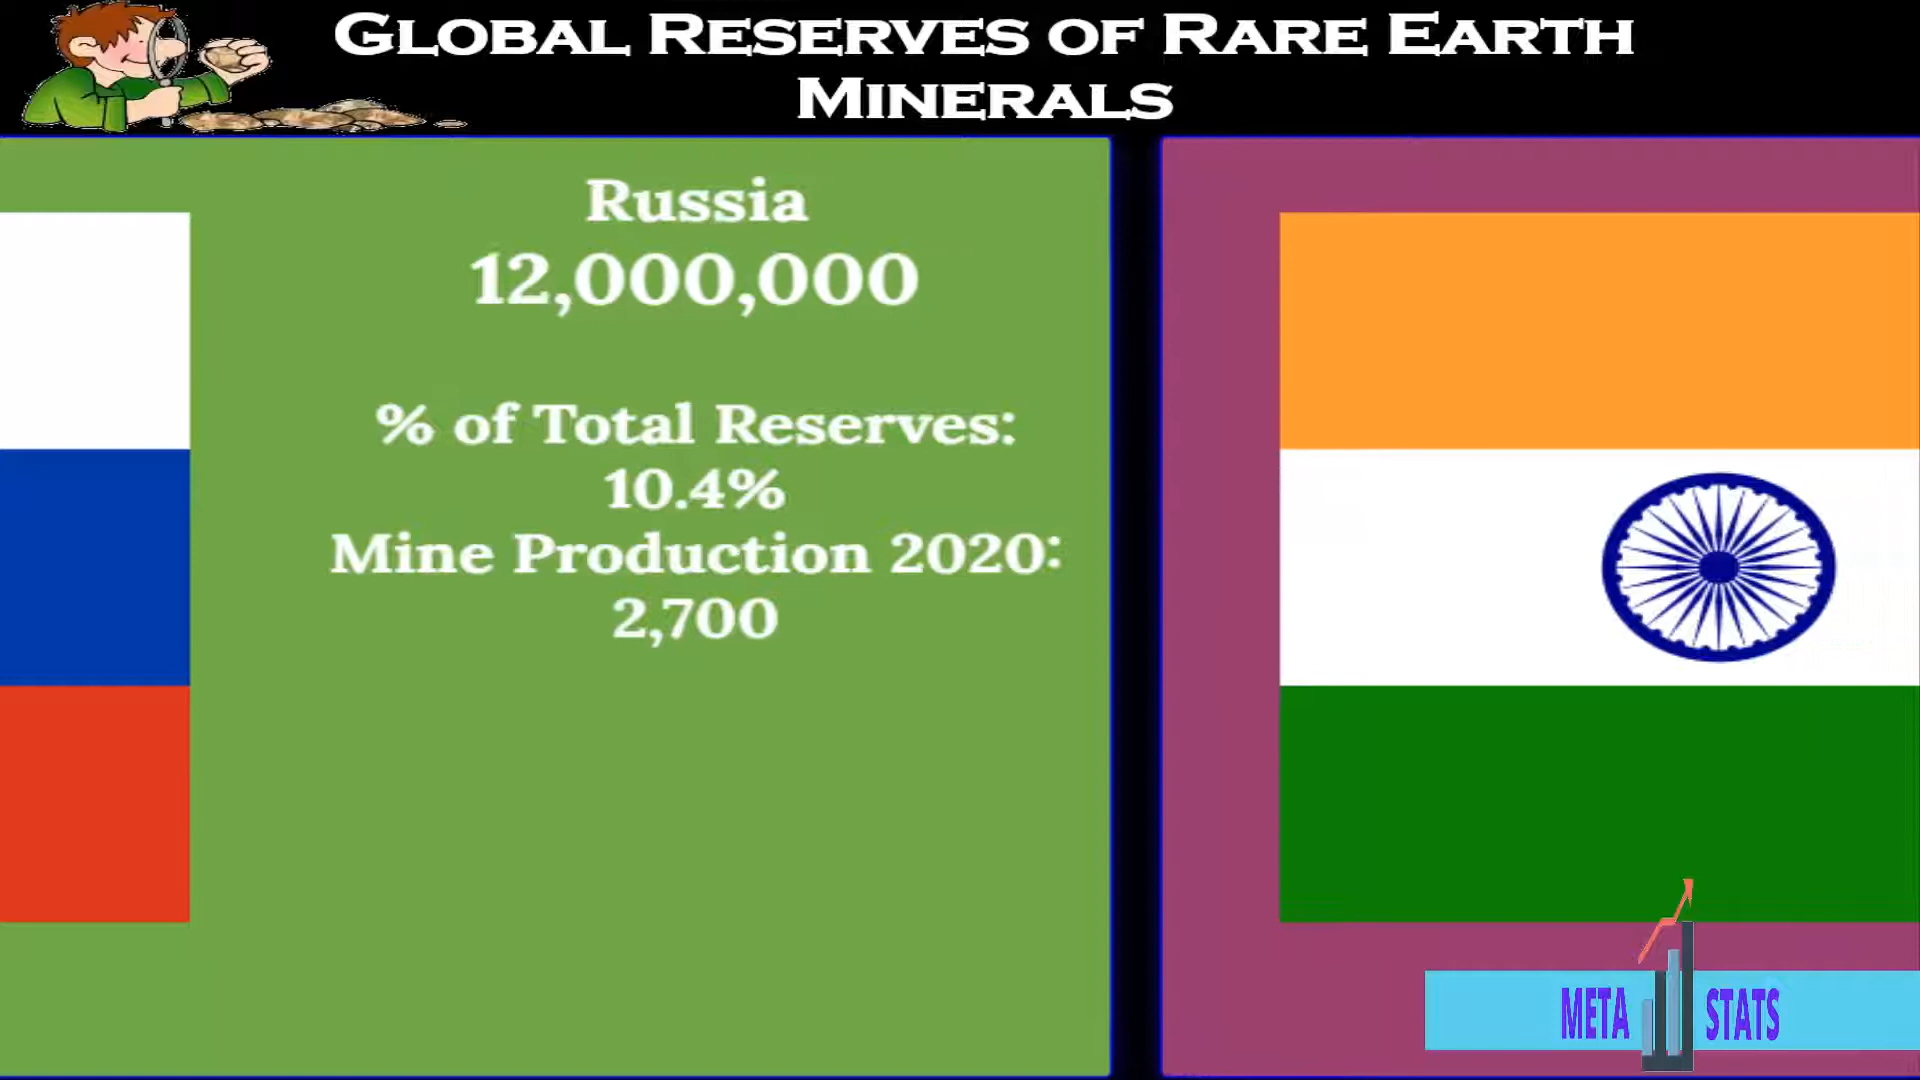 Global Reserves of Rare Earth
Minerals
Russia
12,000,000
% of Total Reserves:
10.4%
Mine Production 2020:
2,700
META STATS